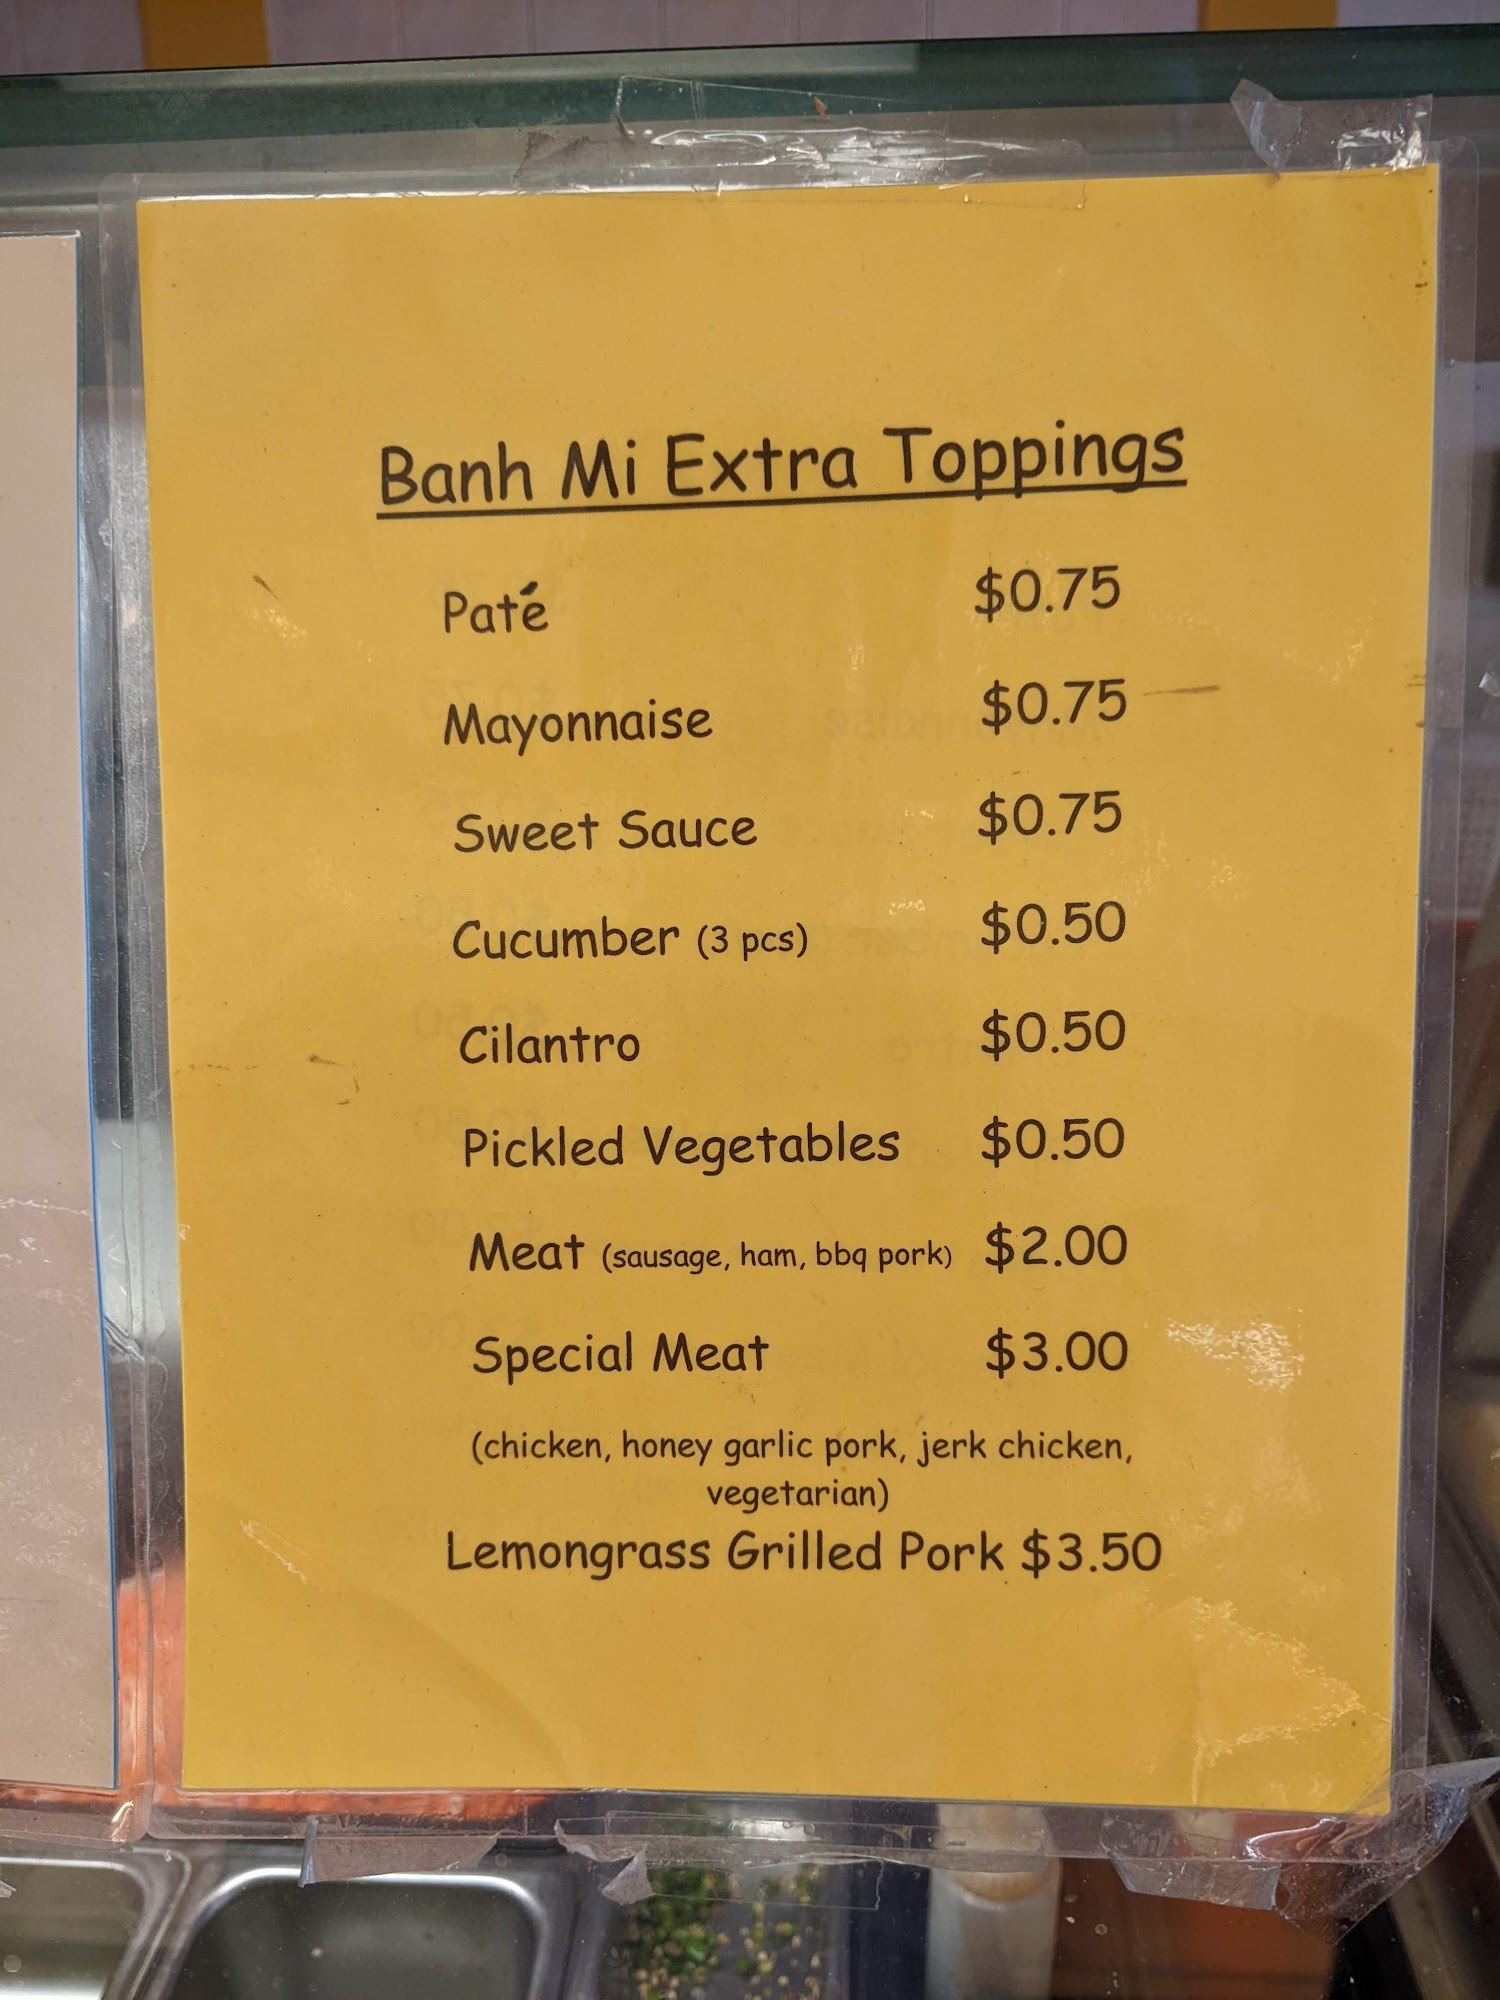 Banh Mi Extra Toppings
Paté $0.75
Mayonnaise $0.75
Sweet Sauce $0.75
Cucumber (3 pcs) $0.50
Cilantro $0.50
Pickled Vegetables $0.50
Meat (sausage, ham, bbq pork) $2.00
Special Meat $3.00
(chicken, honey garlic pork, jerk chicken,
vegetarian)
Lemongrass Grilled Pork $3.50